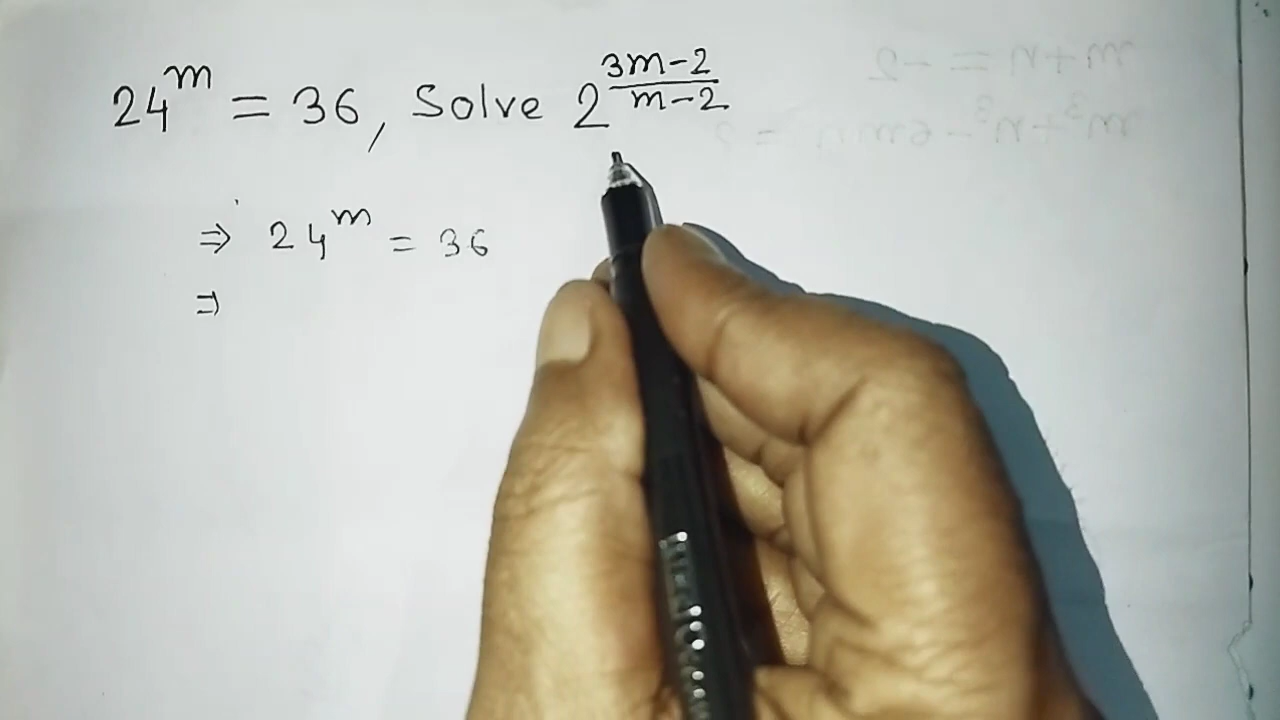 24^m = 36, Solve 2^((3m-2)/(m-2))
⇒ 24^m = 36
⇒